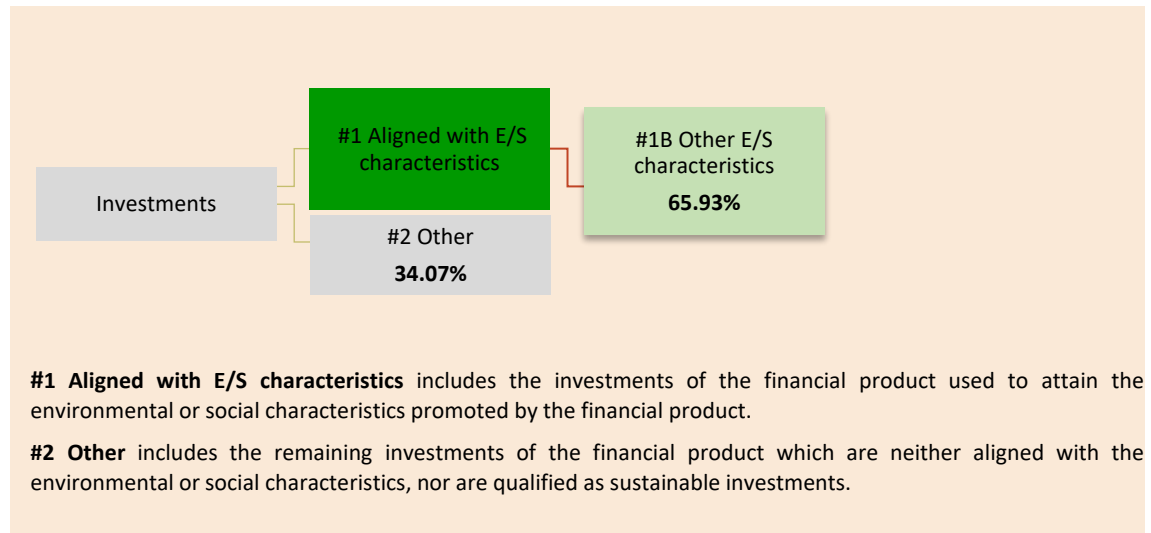 Investments
#1 Aligned with E/S
characteristics
#1B Other E/S
characteristics
65.93%
#2 Other
34.07%
#1 Aligned with E/S characteristics includes the investments of the financial product used to attain the
environmental or social characteristics promoted by the financial product.
#2 Other includes the remaining investments of the financial product which are neither aligned with the
environmental or social characteristics, nor are qualified as sustainable investments.